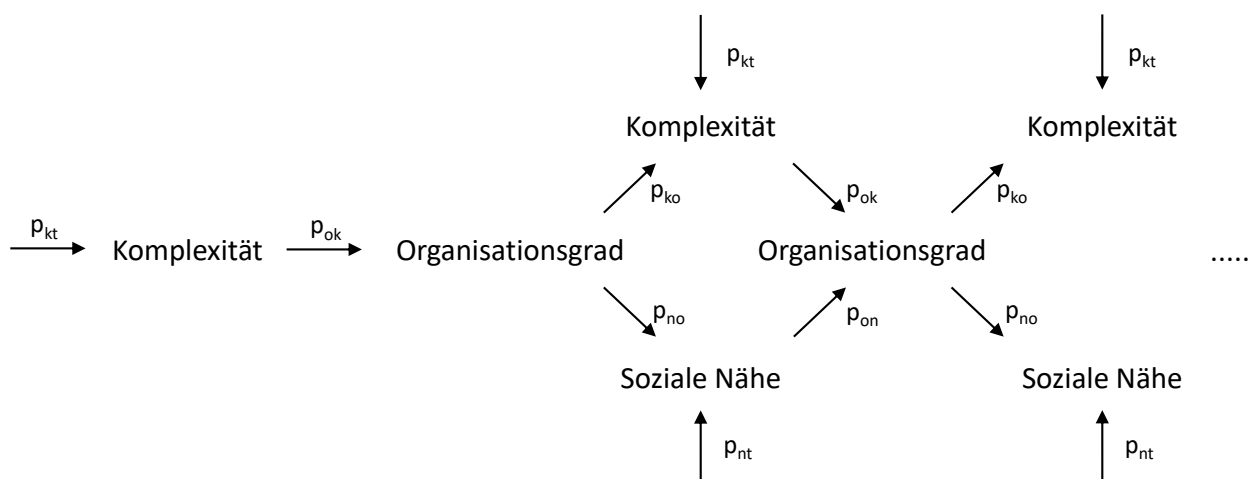 p_kt
p_kt
Komplexität
Komplexität
p_ko
p_ok
p_ko
p_kt
Komplexität
p_ok
Organisationsgrad
Organisationsgrad
.....
p_no
p_on
p_no
Soziale Nähe
Soziale Nähe
p_nt
p_nt